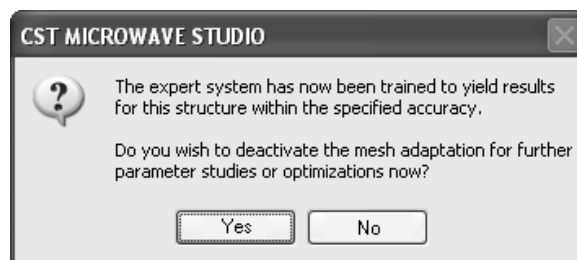 CST MICROWAVE STUDIO
The expert system has now been trained to yield results
for this structure within the specified accuracy.
Do you wish to deactivate the mesh adaptation for further
parameter studies or optimizations now?
Yes
No